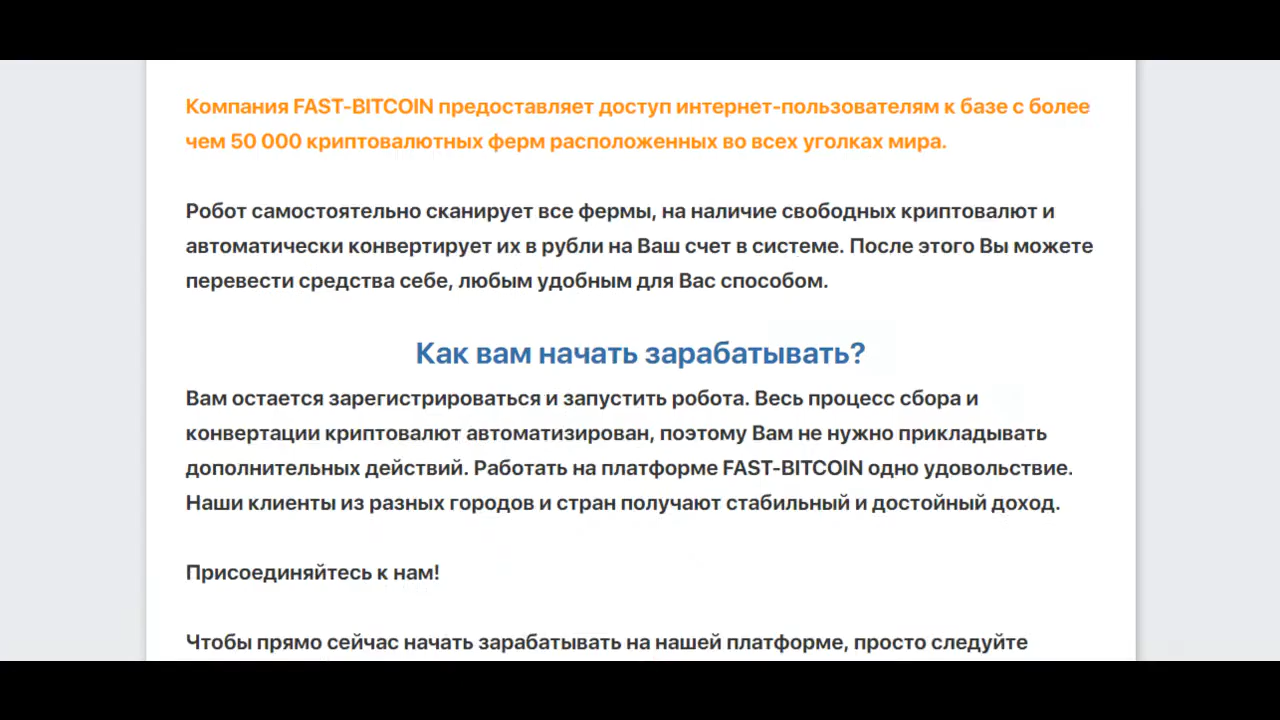 Компания FAST-BITCOIN предоставляет доступ интернет-пользователям к базе с более
чем 50 000 криптовалютных ферм расположенных во всех уголках мира.
Робот самостоятельно сканирует все фермы, на наличие свободных криптовалют и
автоматически конвертирует их в рубли на Ваш счет в системе. После этого Вы можете
перевести средства себе, любым удобным для Вас способом.
Как вам начать зарабатывать?
Вам остается зарегистрироваться и запустить робота. Весь процесс сбора и
конвертации криптовалют автоматизирован, поэтому Вам не нужно прикладывать
дополнительных действий. Работать на платформе FAST-BITCOIN одно удовольствие.
Наши клиенты из разных городов и стран получают стабильный и достойный доход.
Присоединяйтесь к нам!
Чтобы прямо сейчас начать зарабатывать на нашей платформе, просто следуйте